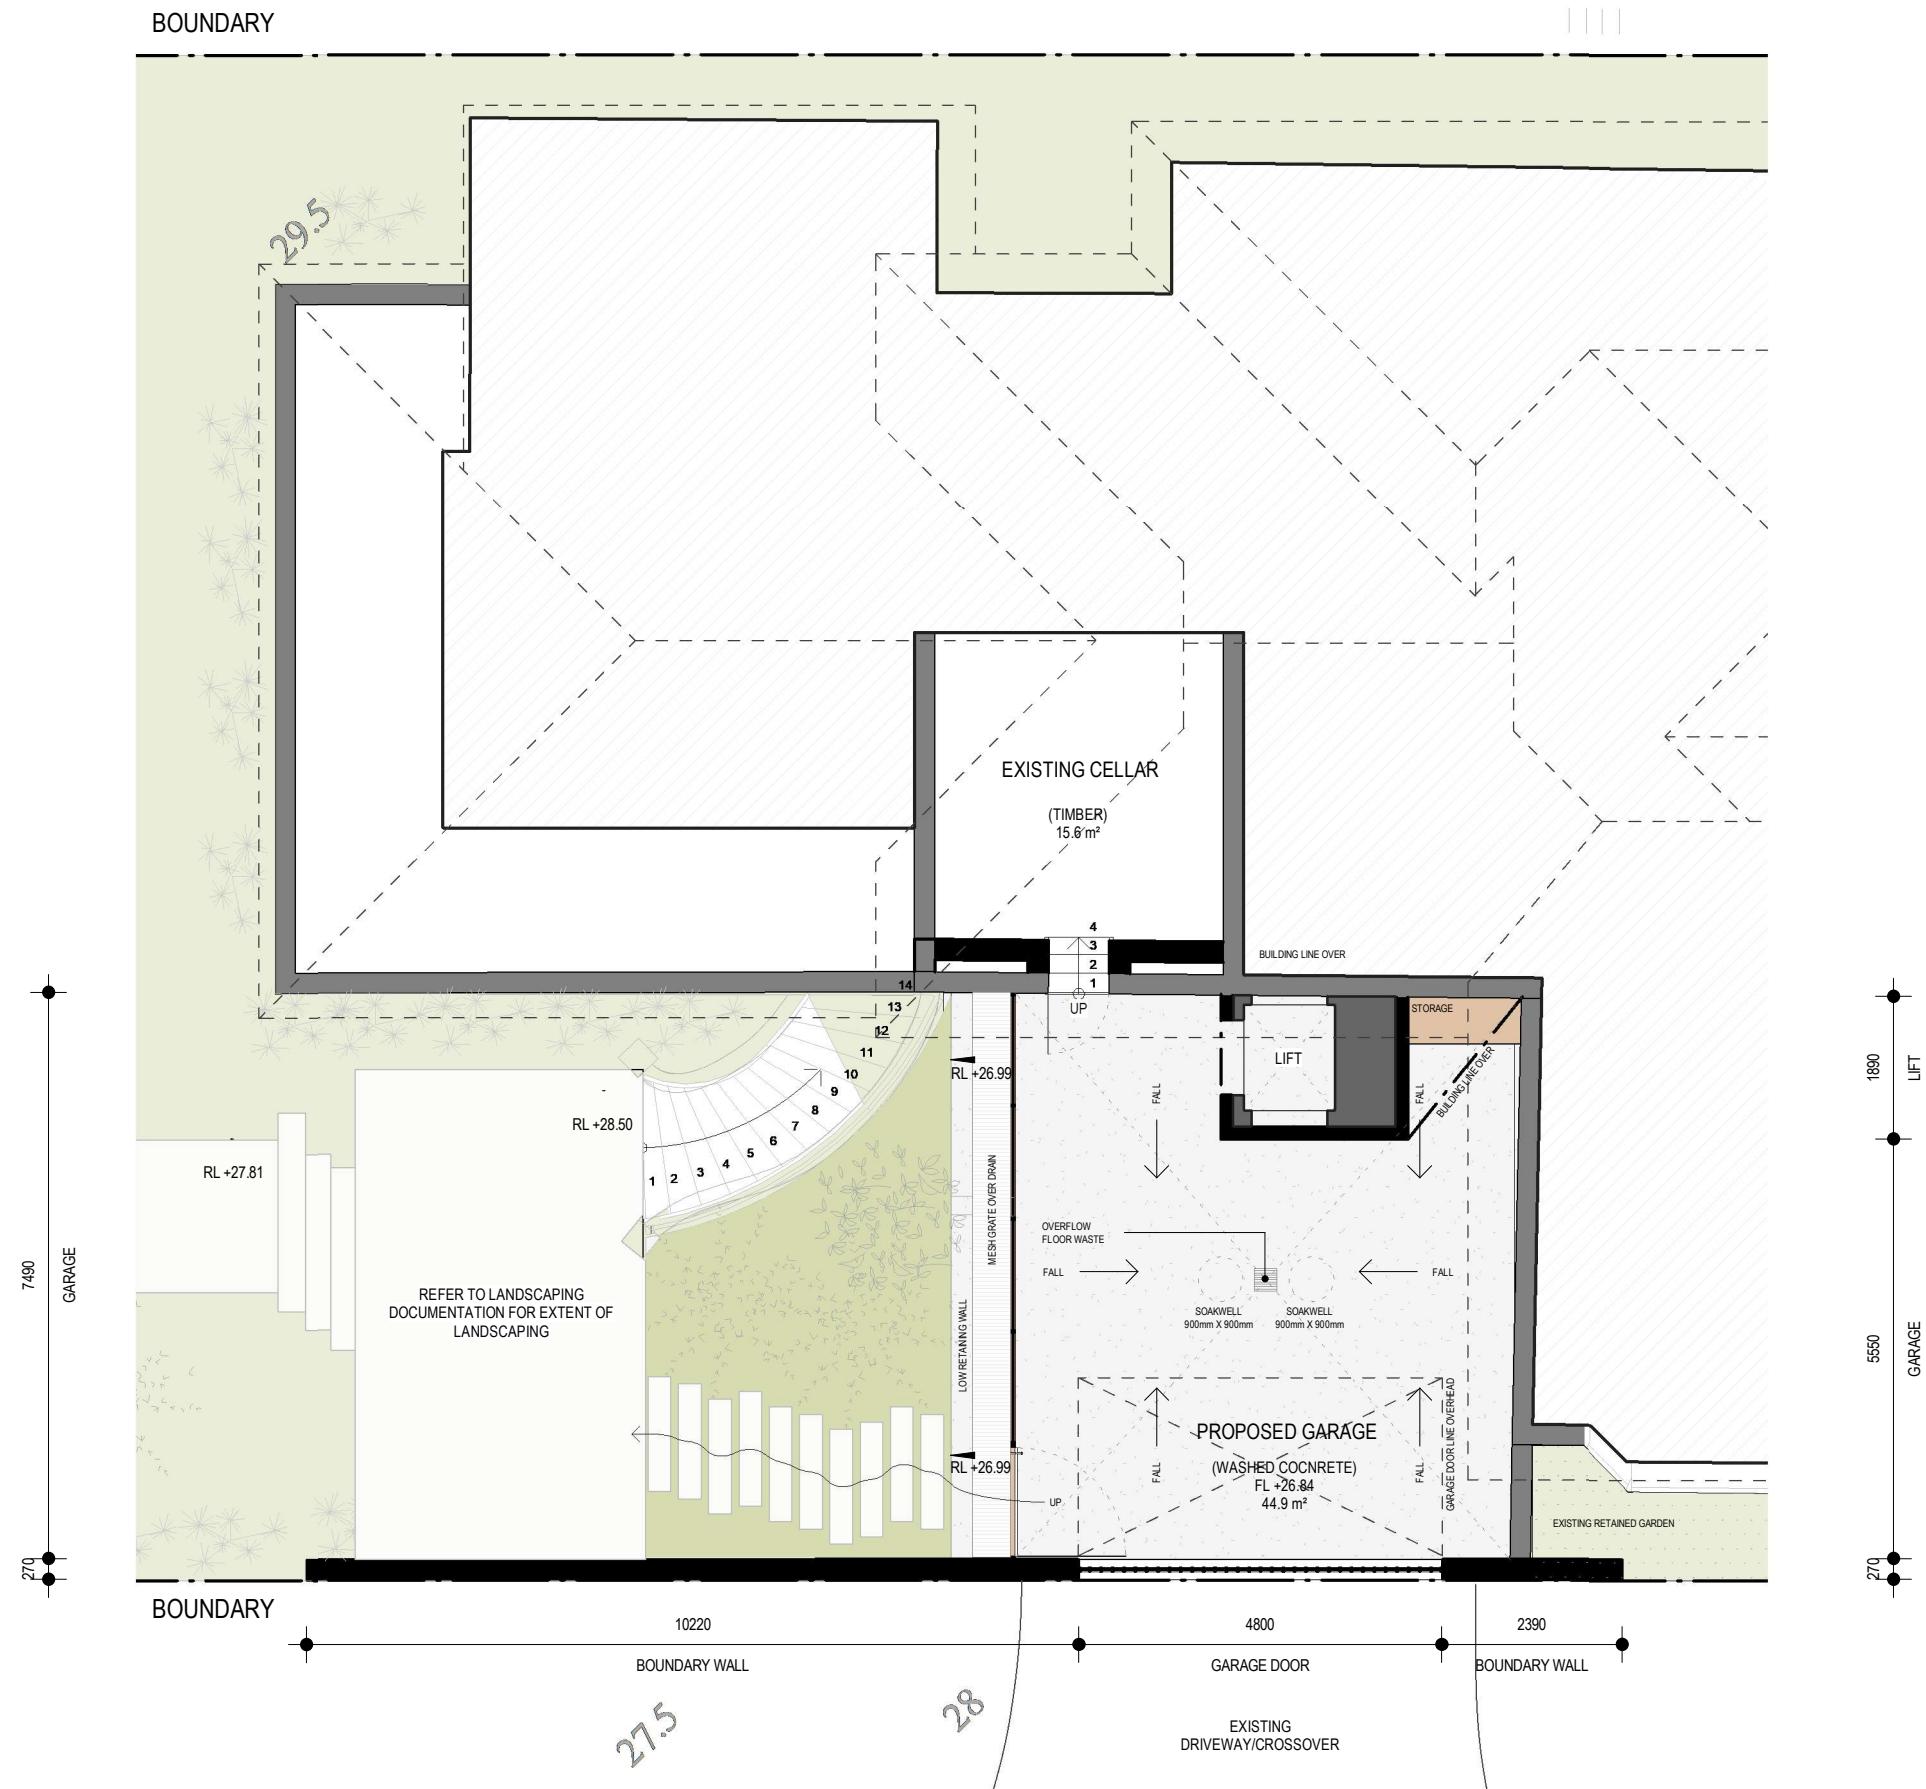 BOUNDARY
29.5
EXISTING CELLAR
(TIMBER)
15.6 m²
4
3
2
1
UP
BUILDING LINE OVER
14
13
12
11
10
9
8
7
6
5
4
3
2
1
STORAGE
LIFT
BUILDING LINE OVER
RL +26.99
RL +28.50
RL +27.81
FALL
FALL
1890
LIFT
MESH GRATE OVER DRAIN
OVERFLOW
FLOOR WASTE
FALL
FALL
7490
GARAGE
SOAKWELL
900mm X 900mm
SOAKWELL
900mm X 900mm
REFER TO LANDSCAPING
DOCUMENTATION FOR EXTENT OF
LANDSCAPING
LOW RETAINING WALL
5550
GARAGE
PROPOSED GARAGE
(WASHED COCNRETE)
FL +26.84
44.9 m²
FALL
FALL
GARAGE DOOR LINE OVERHEAD
RL +26.99
UP
EXISTING RETAINED GARDEN
270
270
BOUNDARY
10220
4800
2390
BOUNDARY WALL
GARAGE DOOR
BOUNDARY WALL
27.5
28
EXISTING
DRIVEWAY/CROSSOVER